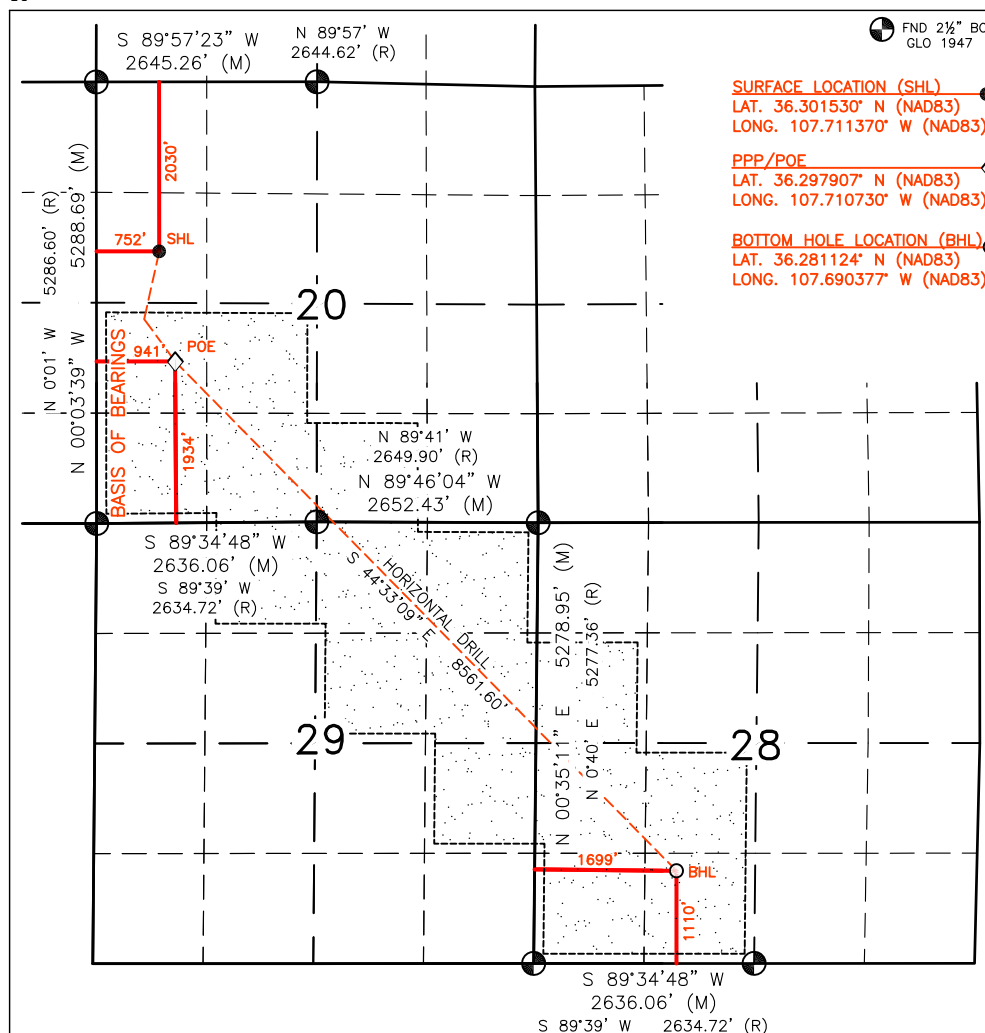 S 89°57'23" W
2645.26' (M)
N 89°57' W
2644.62' (R)
FND 2½" BC
GLO 1947
SURFACE LOCATION (SHL)
LAT. 36.301530° N (NAD83)
LONG. 107.711370° W (NAD83)
PPP/POE
LAT. 36.297907° N (NAD83)
LONG. 107.710730° W (NAD83)
BOTTOM HOLE LOCATION (BHL)
LAT. 36.281124° N (NAD83)
LONG. 107.690377° W (NAD83)
N 0°01' W 5286.60' (R)
N 00°03'39" W 5288.69' (M)
BASIS OF BEARINGS
2030'
752'
SHL
20
941'
POE
1934'
N 89°41' W
2649.90' (R)
N 89°46'04" W
2652.43' (M)
S 89°34'48" W
2636.06' (M)
S 89°39' W
2634.72' (R)
HORIZONTAL DRILL
S 44°33'09" E 8561.60'
N 00°35'11" E 5278.95' (M)
N 0°40' E 5277.36' (R)
29
28
1699'
BHL
1110'
S 89°34'48" W
2636.06' (M)
S 89°39' W 2634.72' (R)